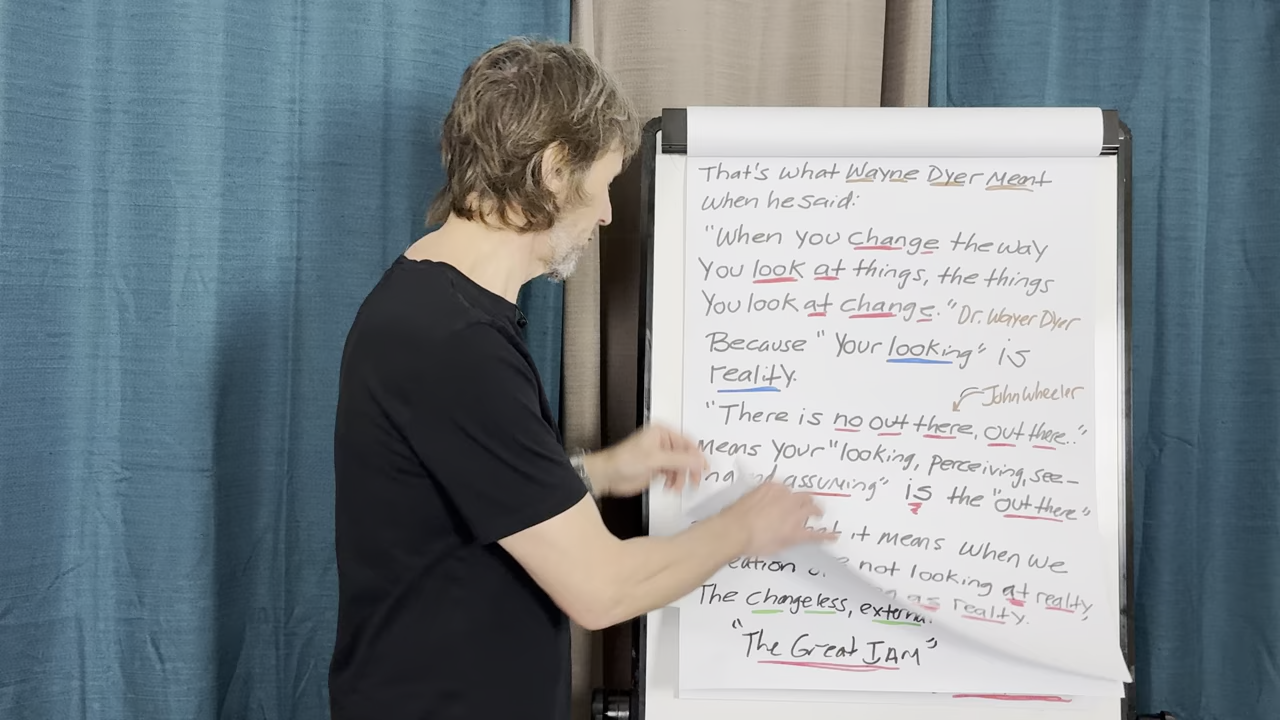 That's what Wayne Dyer Meant
when he said:
"When you change the way
You look at things, the things
You look at change." Dr. Wayer Dyer
Because "Your looking" is
reality.
John Wheeler
"There is no out there, out there."
Means your "looking, perceiving, see-
assuming" is the "out there"
it means when we
not looking at reality,
as reality.
The changeless,
"The Great I AM"